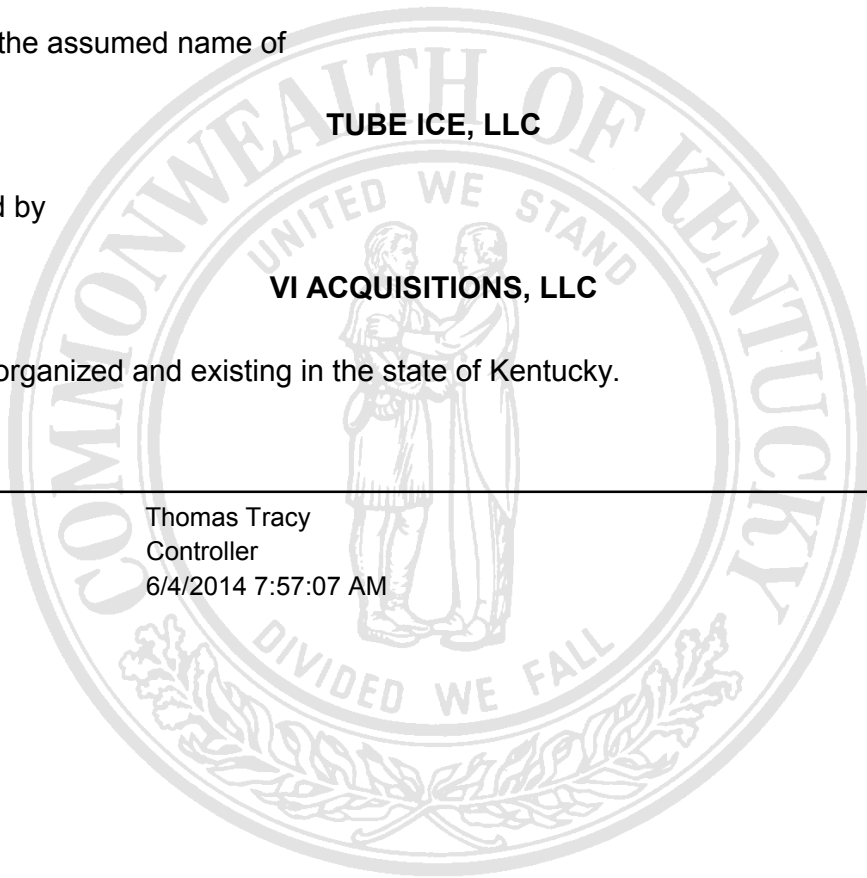 the assumed name of
TUBE ICE, LLC
d by
VI ACQUISITIONS, LLC
organized and existing in the state of Kentucky.
Thomas Tracy
Controller
6/4/2014 7:57:07 AM
COMMONWEALTH OF KENTUCKY
UNITED WE STAND
DIVIDED WE FALL